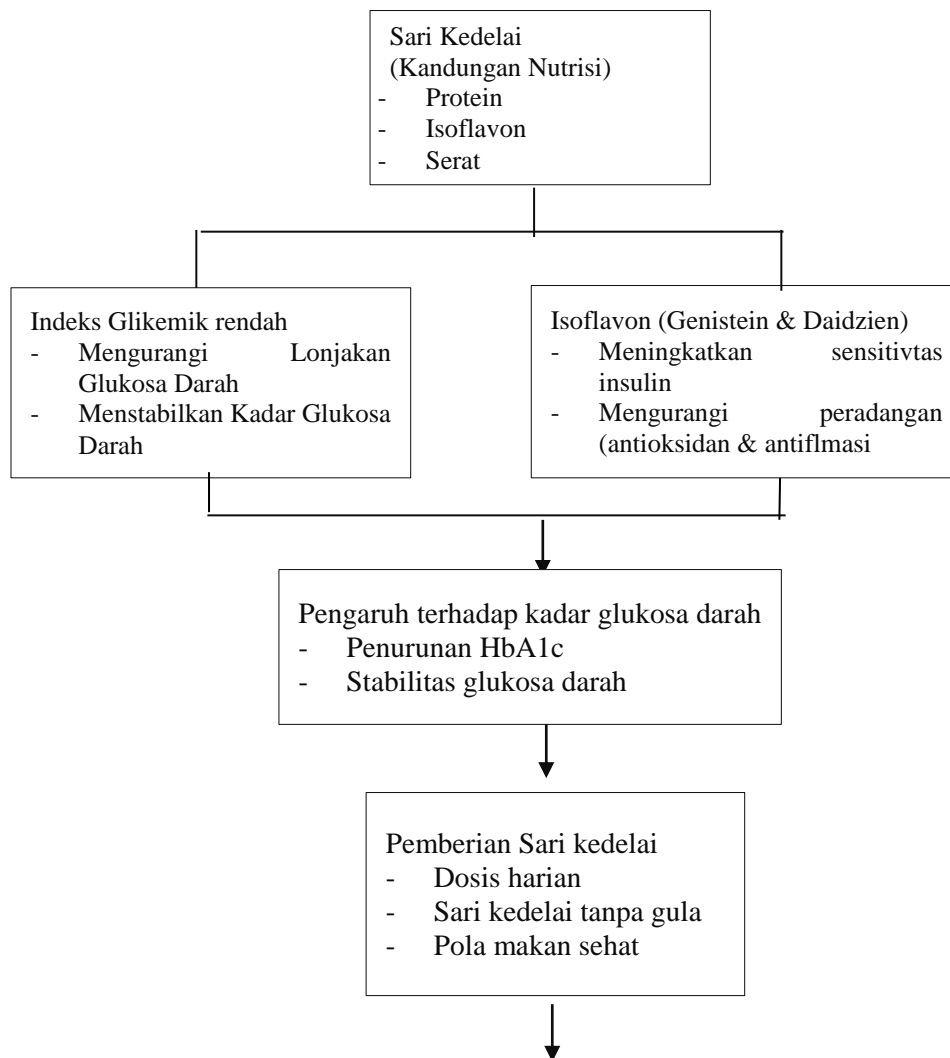 Sari Kedelai
(Kandungan Nutrisi)
- Protein
- Isoflavon
- Serat
Indeks Glikemik rendah
- Mengurangi Lonjakan
Glukosa Darah
- Menstabilkan Kadar Glukosa
Darah
Isoflavon (Genistein & Daidzien)
- Meningkatkan sensitivtas
insulin
- Mengurangi peradangan
(antioksidan & antiflmasi
Pengaruh terhadap kadar glukosa darah
- Penurunan HbA1c
- Stabilitas glukosa darah
Pemberian Sari kedelai
- Dosis harian
- Sari kedelai tanpa gula
- Pola makan sehat